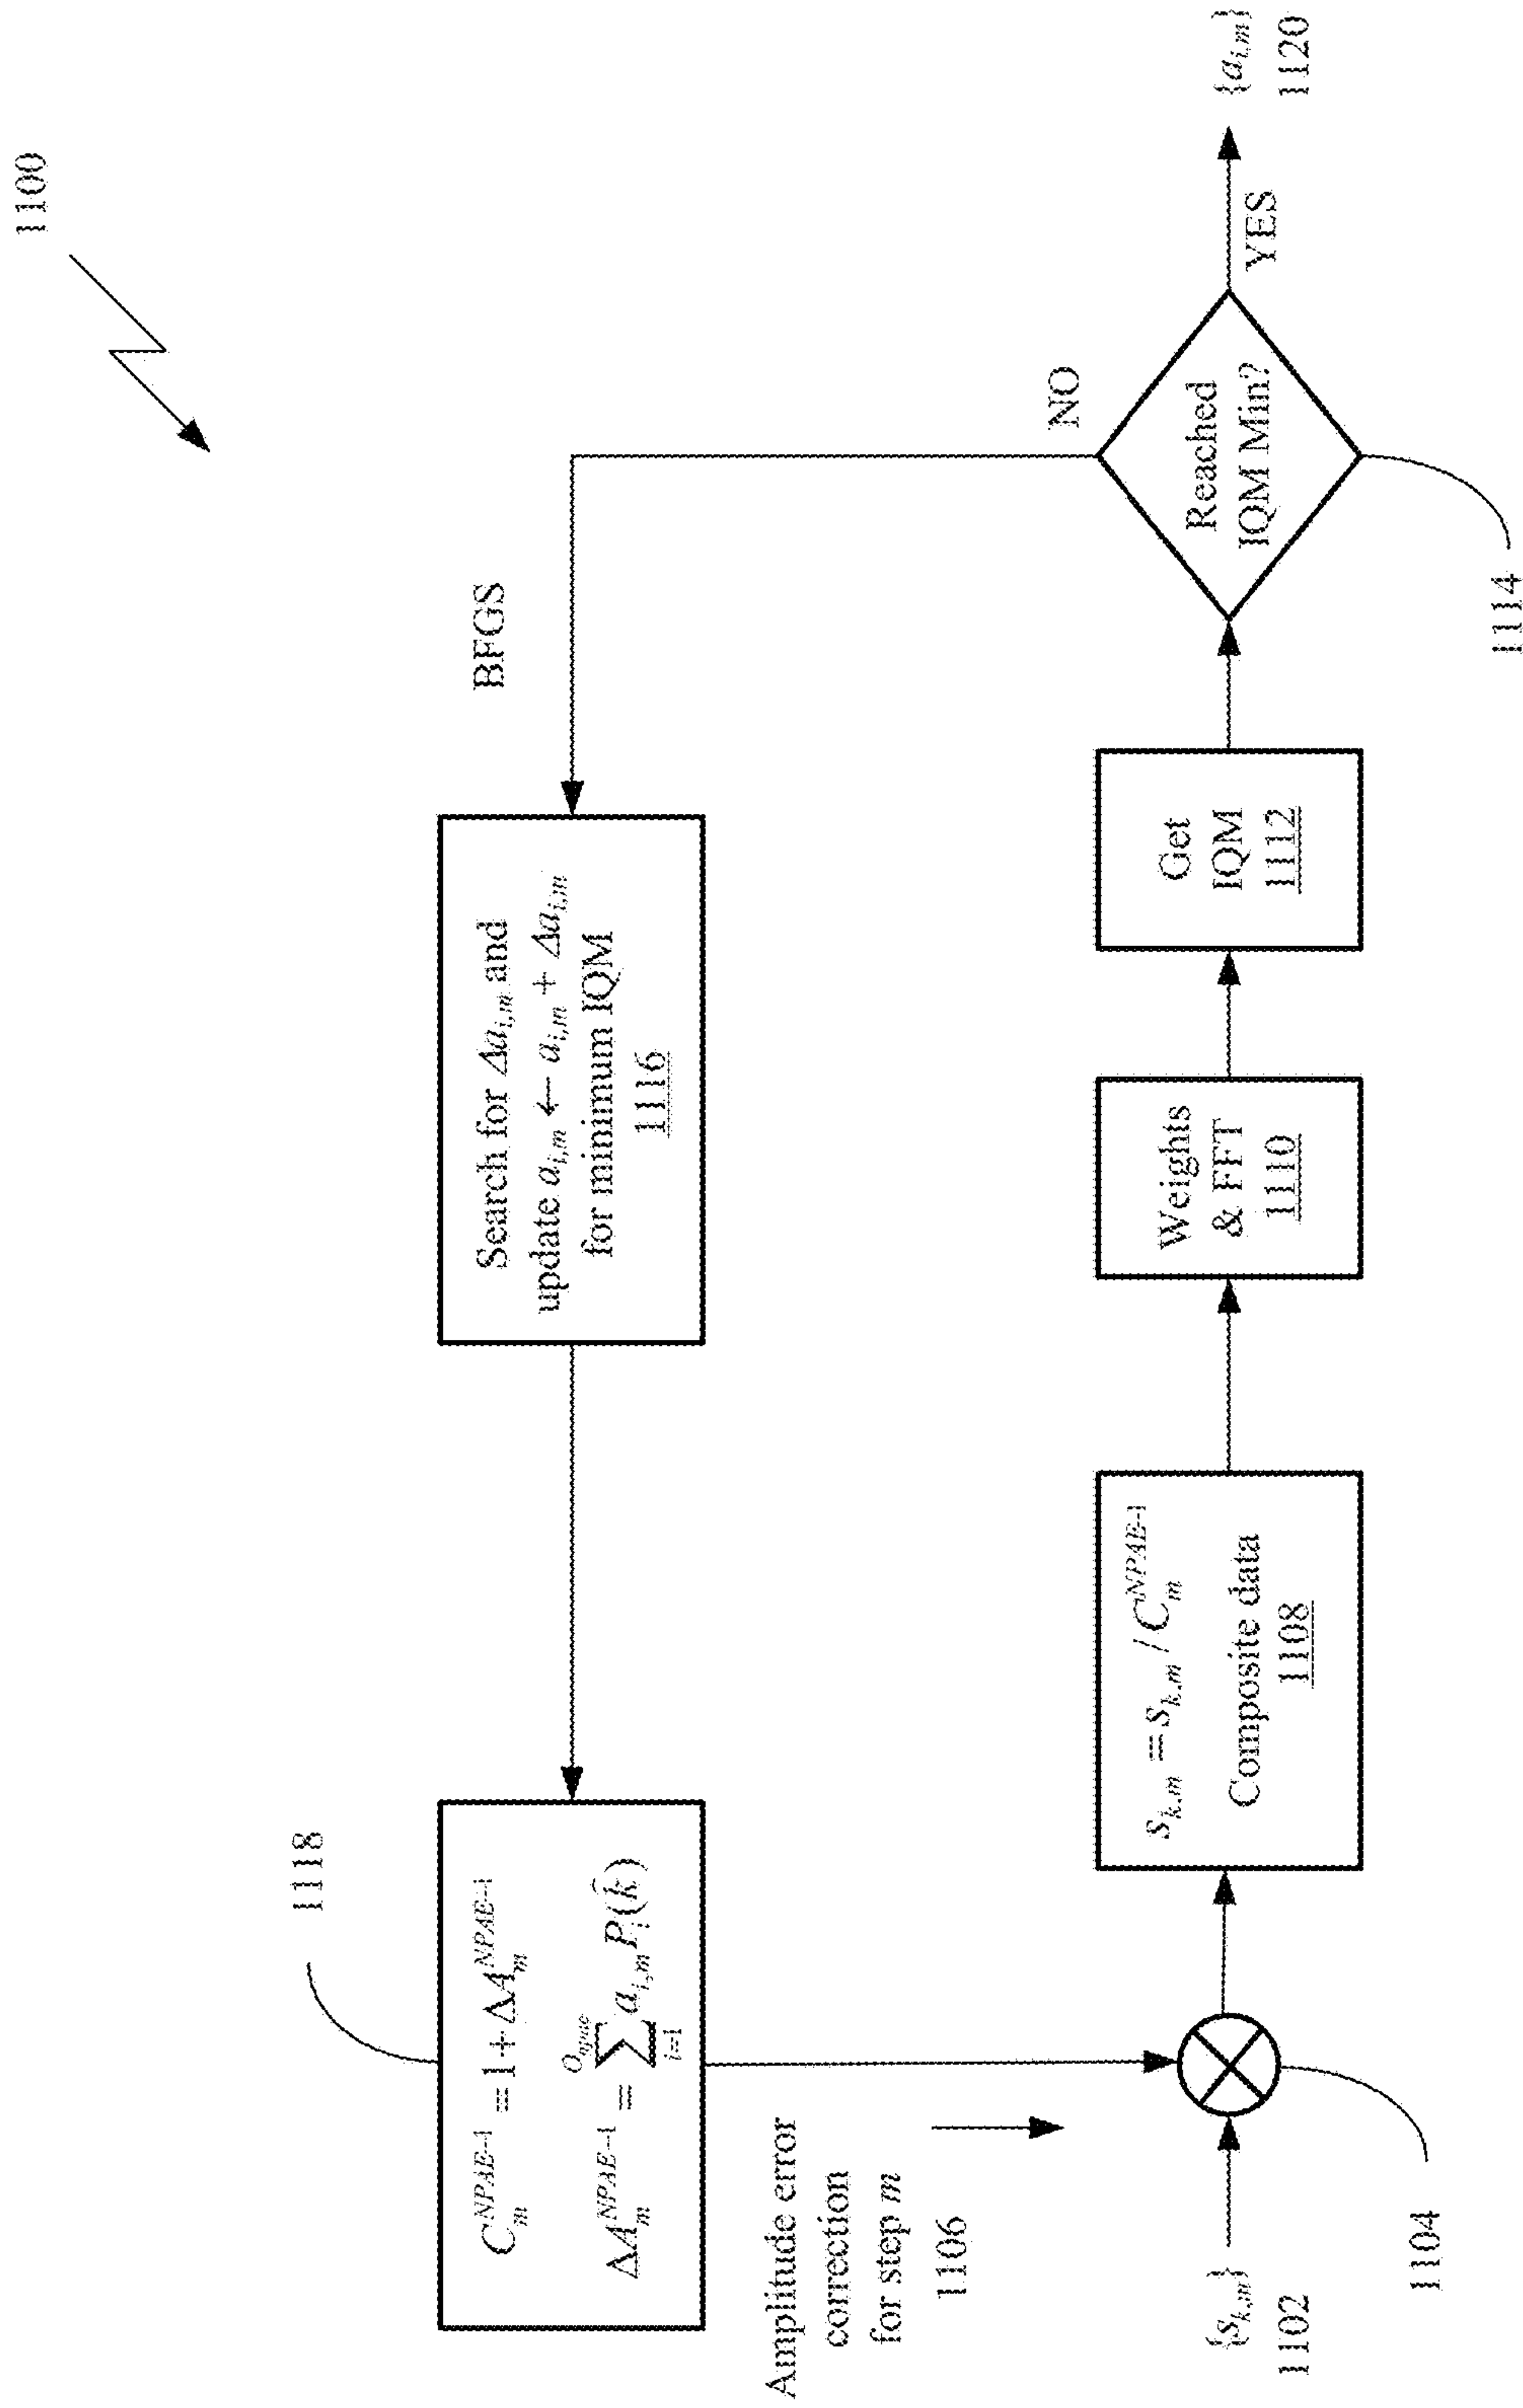 1100
1118
C_m^{NPAE-1} = 1 + ΔA_m^{NPAE-1}
ΔA_m^{NPAE-1} = \sum_{i=1}^{O_{npae}} a_{i,m} P_i(\hat{k})
Search for Δa_{i,m} and
update a_{i,m} ← a_{i,m} + Δa_{i,m}
for minimum IQM
1116
BFGS
Amplitude error
correction
for step m
1106
{s_{k,m}}
1102
1104
s_{k,m} = s_{k,m} / C_m^{NPAE-1}
Composite data
1108
Weights
& FFT
1110
Get
IQM
1112
NO
Reached
IQM Min?
1114
YES
{a_{i,m}}
1120